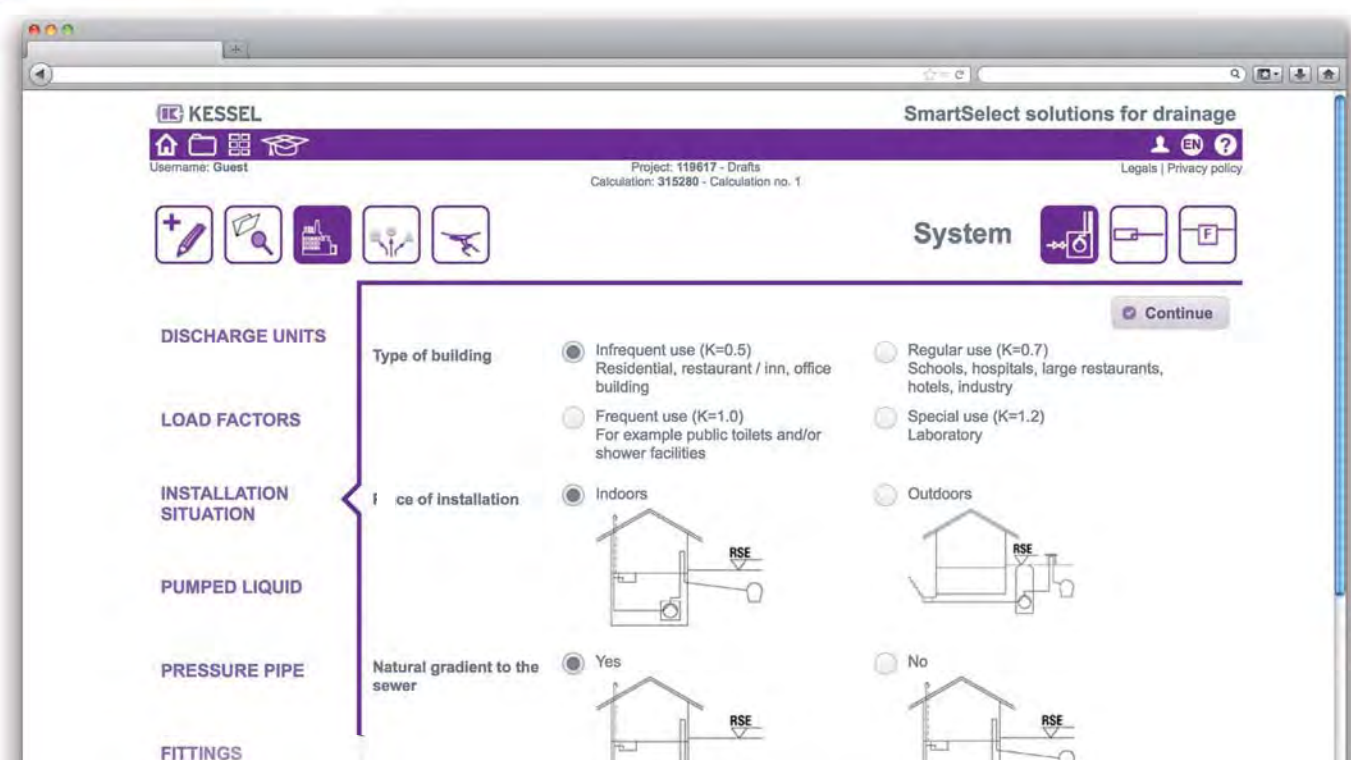 KESSEL
SmartSelect solutions for drainage
EN
?
Username: Guest
Project: 119617 - Drafts
Calculation: 315280 - Calculation no. 1
Legals | Privacy policy
System
F
Continue
DISCHARGE UNITS
LOAD FACTORS
INSTALLATION
SITUATION
PUMPED LIQUID
PRESSURE PIPE
FITTINGS
Type of building
Infrequent use (K=0.5)
Residential, restaurant / inn, office
building
Regular use (K=0.7)
Schools, hospitals, large restaurants,
hotels, industry
Frequent use (K=1.0)
For example public toilets and/or
shower facilities
Special use (K=1.2)
Laboratory
ce of installation
Indoors
RSE
Outdoors
RSE
Natural gradient to the
sewer
Yes
RSE
No
RSE